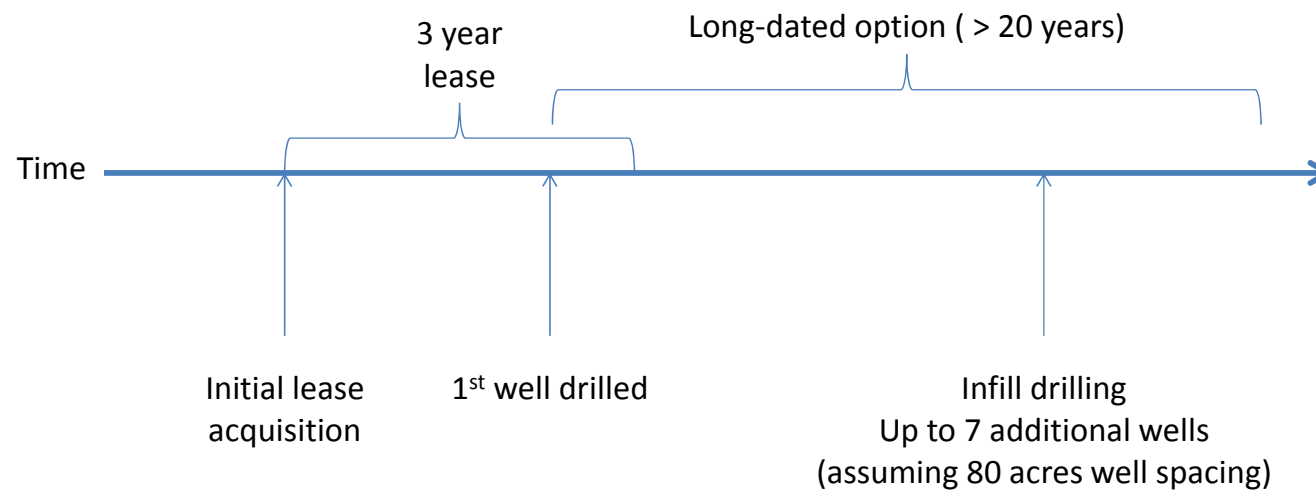 3 year
lease
Long-dated option ( > 20 years)
Time
Initial lease
acquisition
1st well drilled
Infill drilling
Up to 7 additional wells
(assuming 80 acres well spacing)